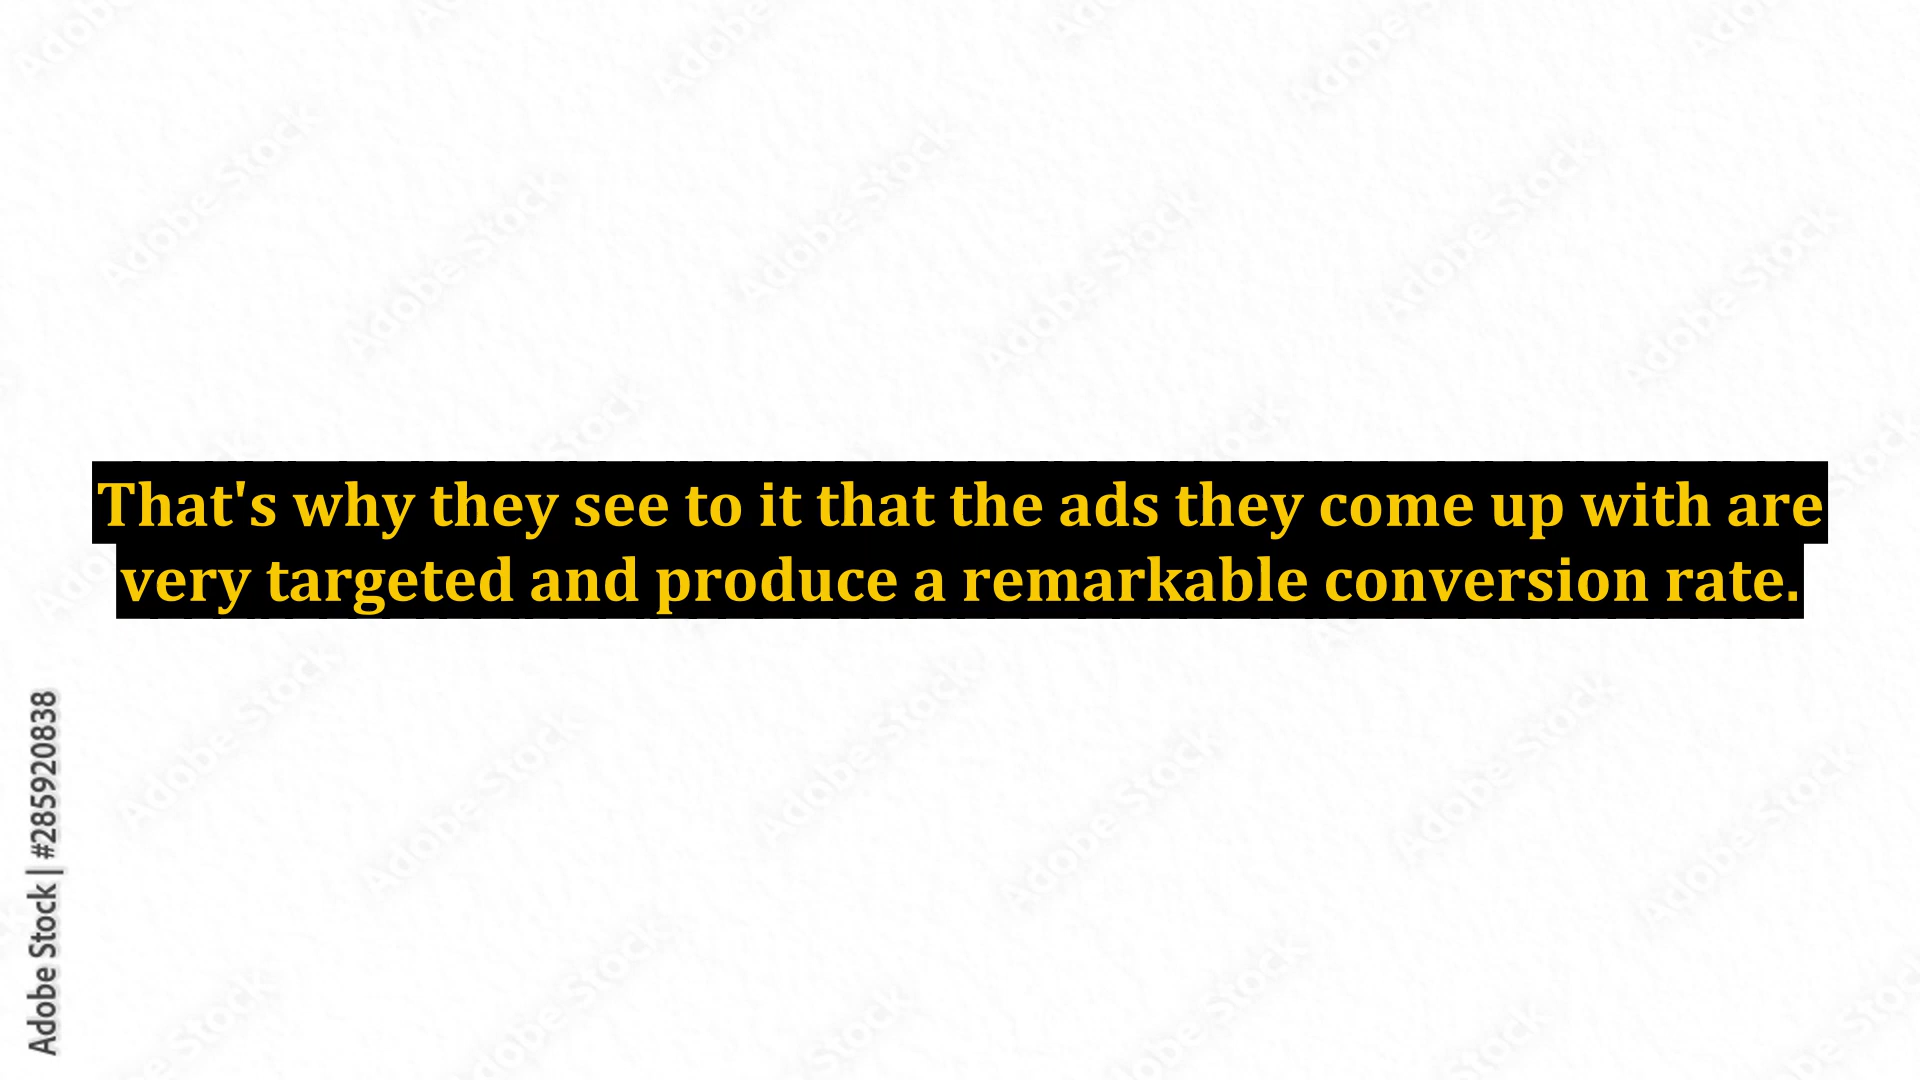 That's why they see to it that the ads they come up with are
very targeted and produce a remarkable conversion rate.
Adobe Stock | #285920838